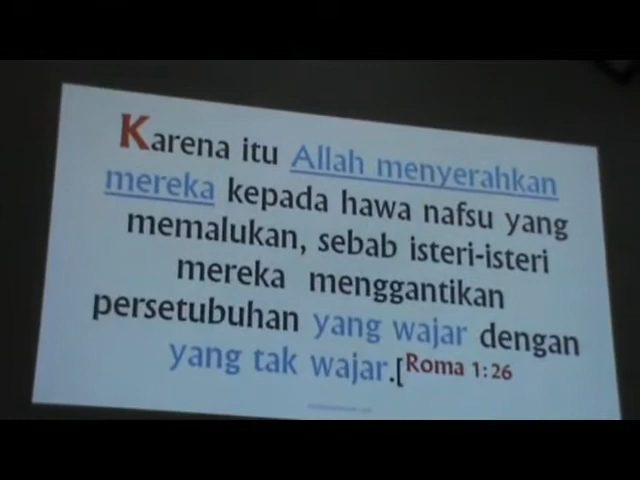 Karena itu Allah menyerahkan
mereka kepada hawa nafsu yang
memalukan, sebab isteri-isteri
mereka menggantikan
persetubuhan yang wajar dengan
yang tak wajar.[Roma 1:26